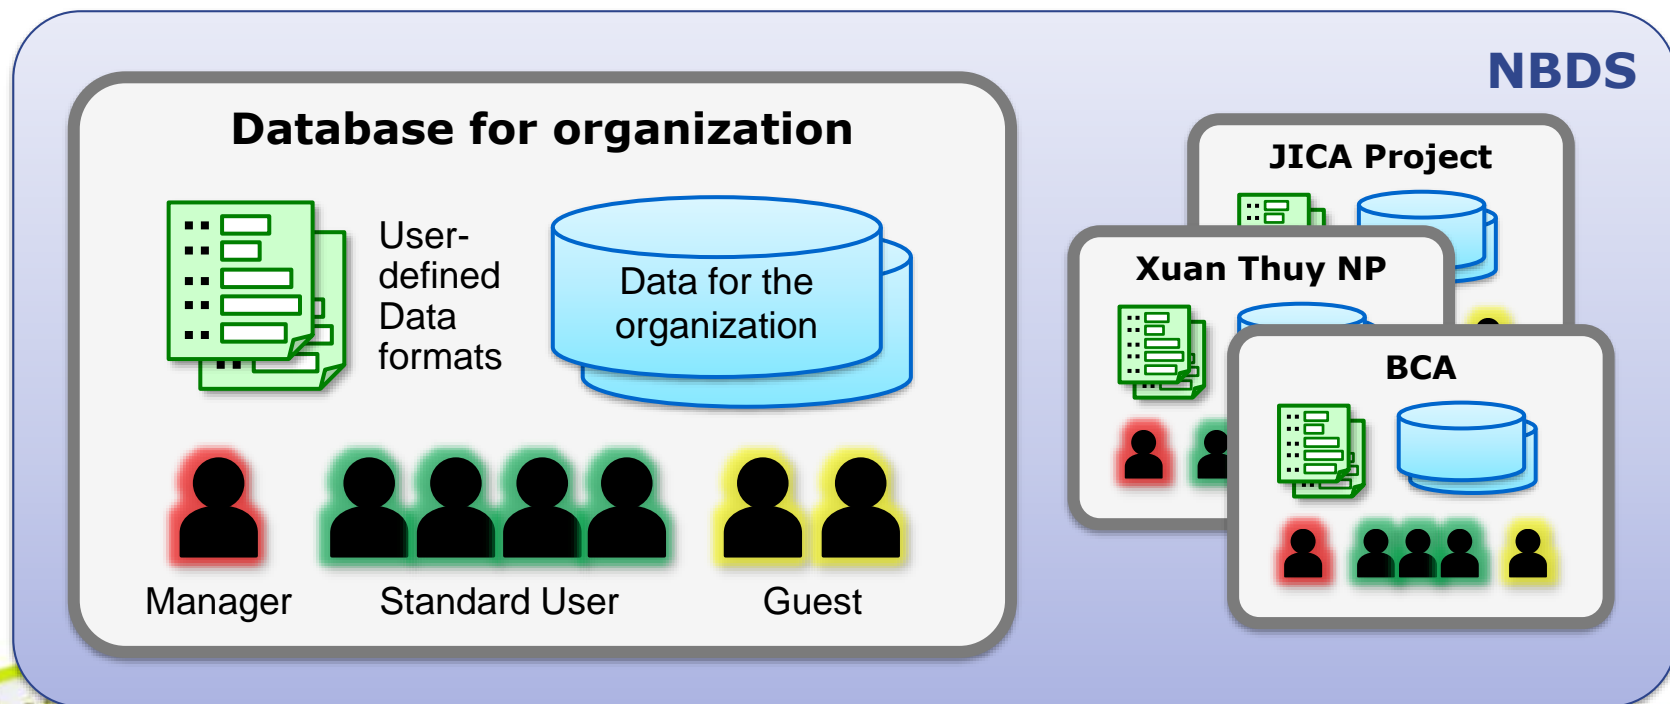 NBDS
Database for organization
User-
defined
Data
formats
Data for the
organization
Manager
Standard User
Guest
JICA Project
Xuan Thuy NP
BCA